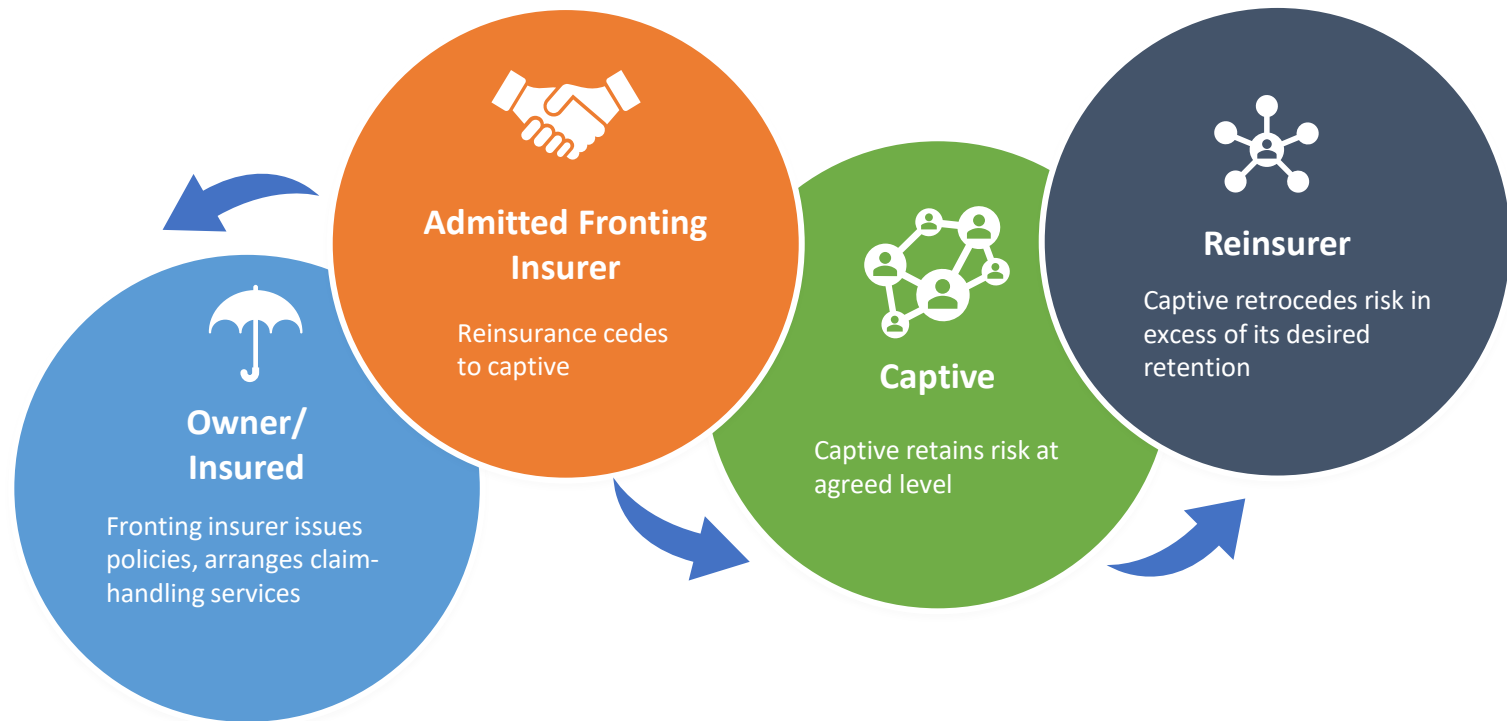 Owner/
Insured
Fronting insurer issues
policies, arranges claim-
handling services
Admitted Fronting
Insurer
Reinsurance cedes
to captive
Captive
Captive retains risk at
agreed level
Reinsurer
Captive retrocedes risk in
excess of its desired
retention